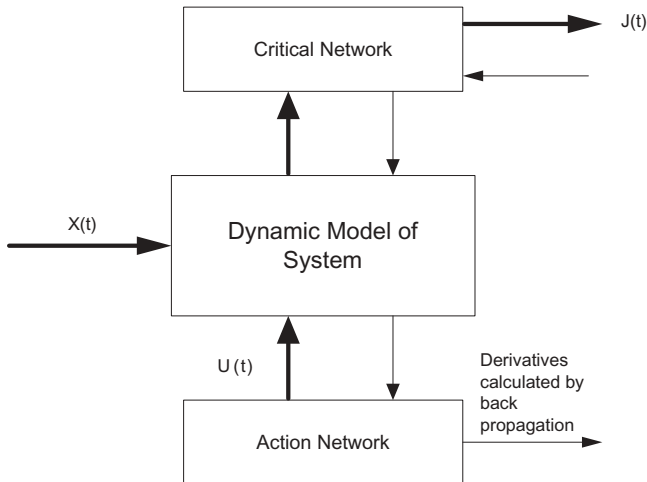 Critical Network
J(t)
X(t)
Dynamic Model of
System
U (t)
Derivatives
calculated by
back
propagation
Action Network